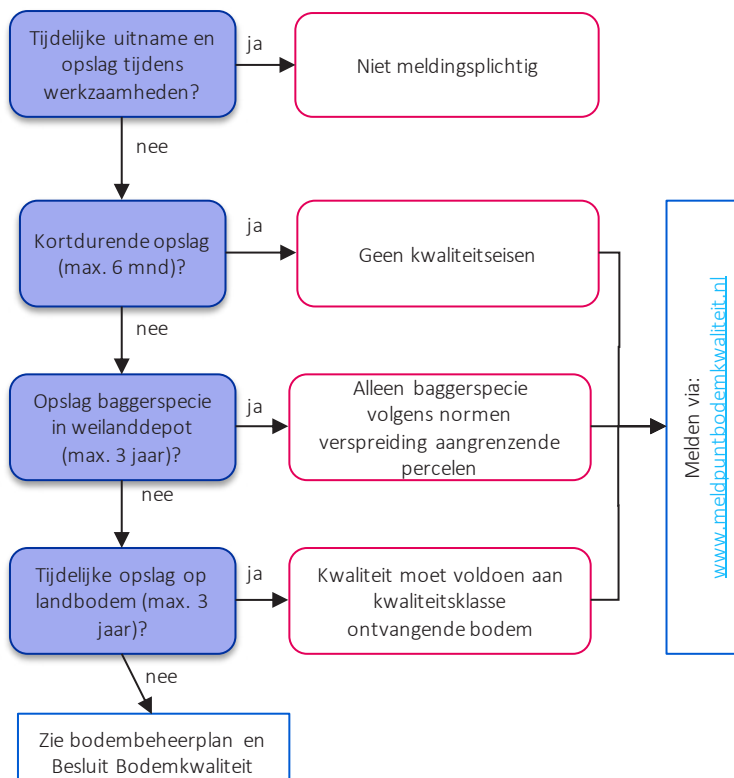 Tijdelijke uitname en
opslag tijdens
werkzaamheden?
ja
Niet meldingsplichtig
nee
Kortdurende opslag
(max. 6 mnd)?
ja
Geen kwaliteitseisen
nee
Opslag baggerspecie
in weilanddepot
(max. 3 jaar)?
ja
Alleen baggerspecie
volgens normen
verspreiding aangrenzende
percelen
nee
Tijdelijke opslag op
landbodem (max. 3
jaar)?
ja
Kwaliteit moet voldoen aan
kwaliteitsklasse
ontvangende bodem
nee
Zie bodembeheerplan en
Besluit Bodemkwaliteit
Melden via:
www.meldpuntbodemkwaliteit.nl